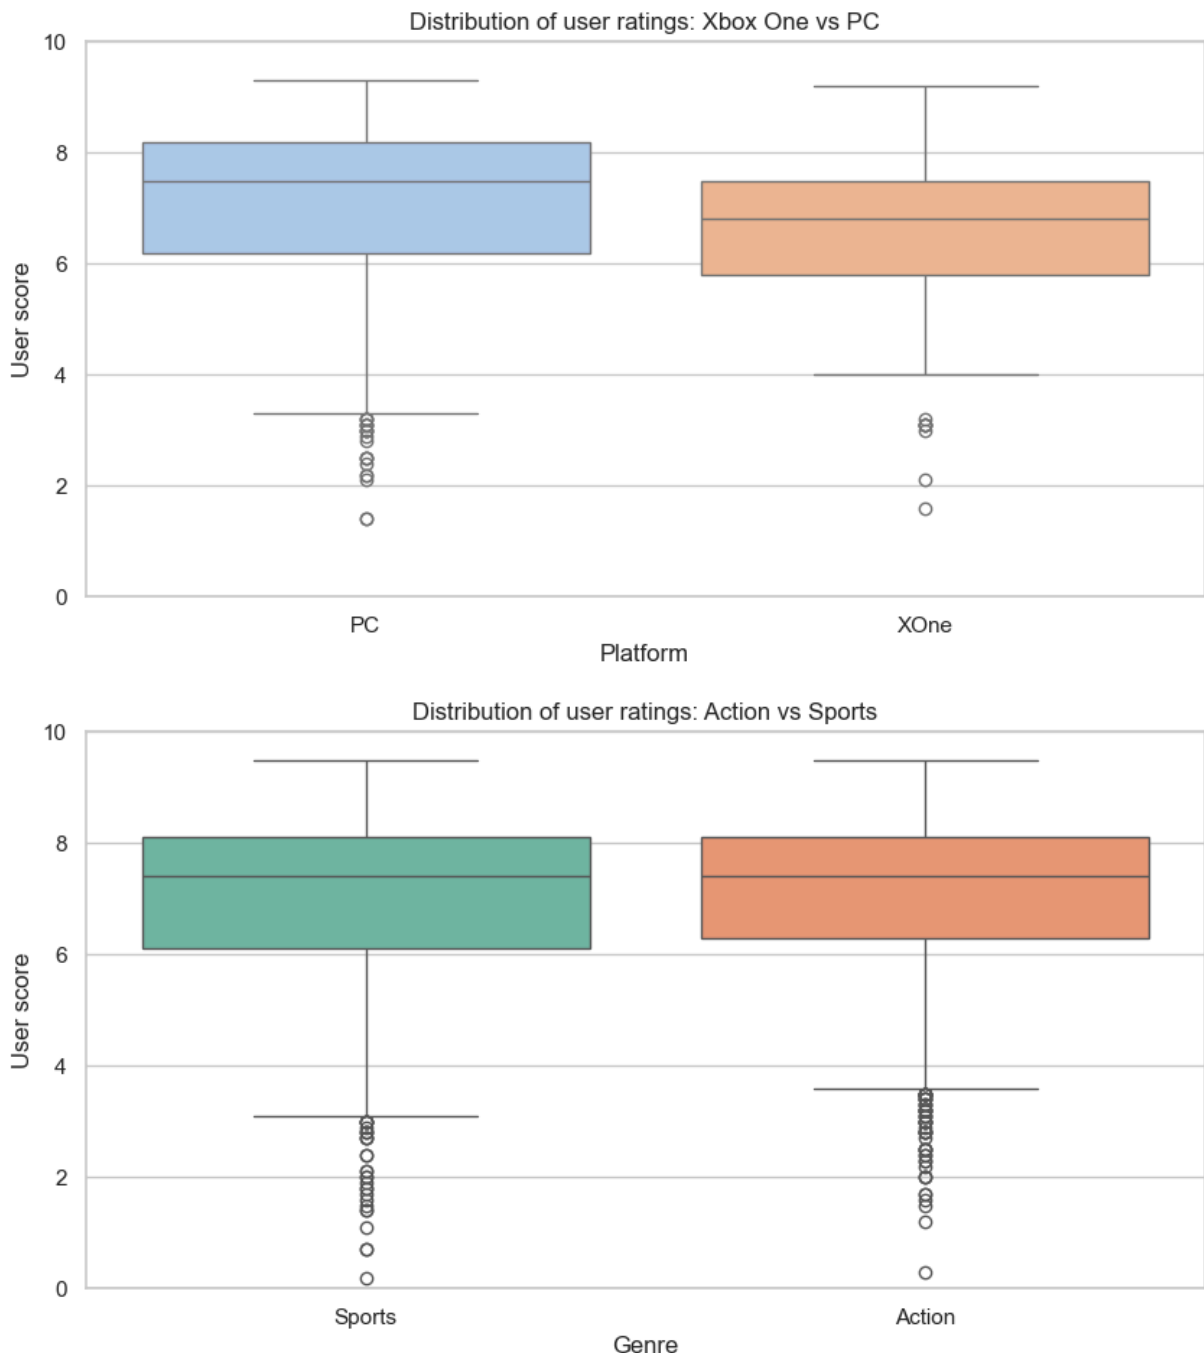 Distribution of user ratings: Xbox One vs PC
10
8
6
4
2
0
User score
PC XOne
Platform
Distribution of user ratings: Action vs Sports
10
8
6
4
2
0
User score
Sports Action
Genre